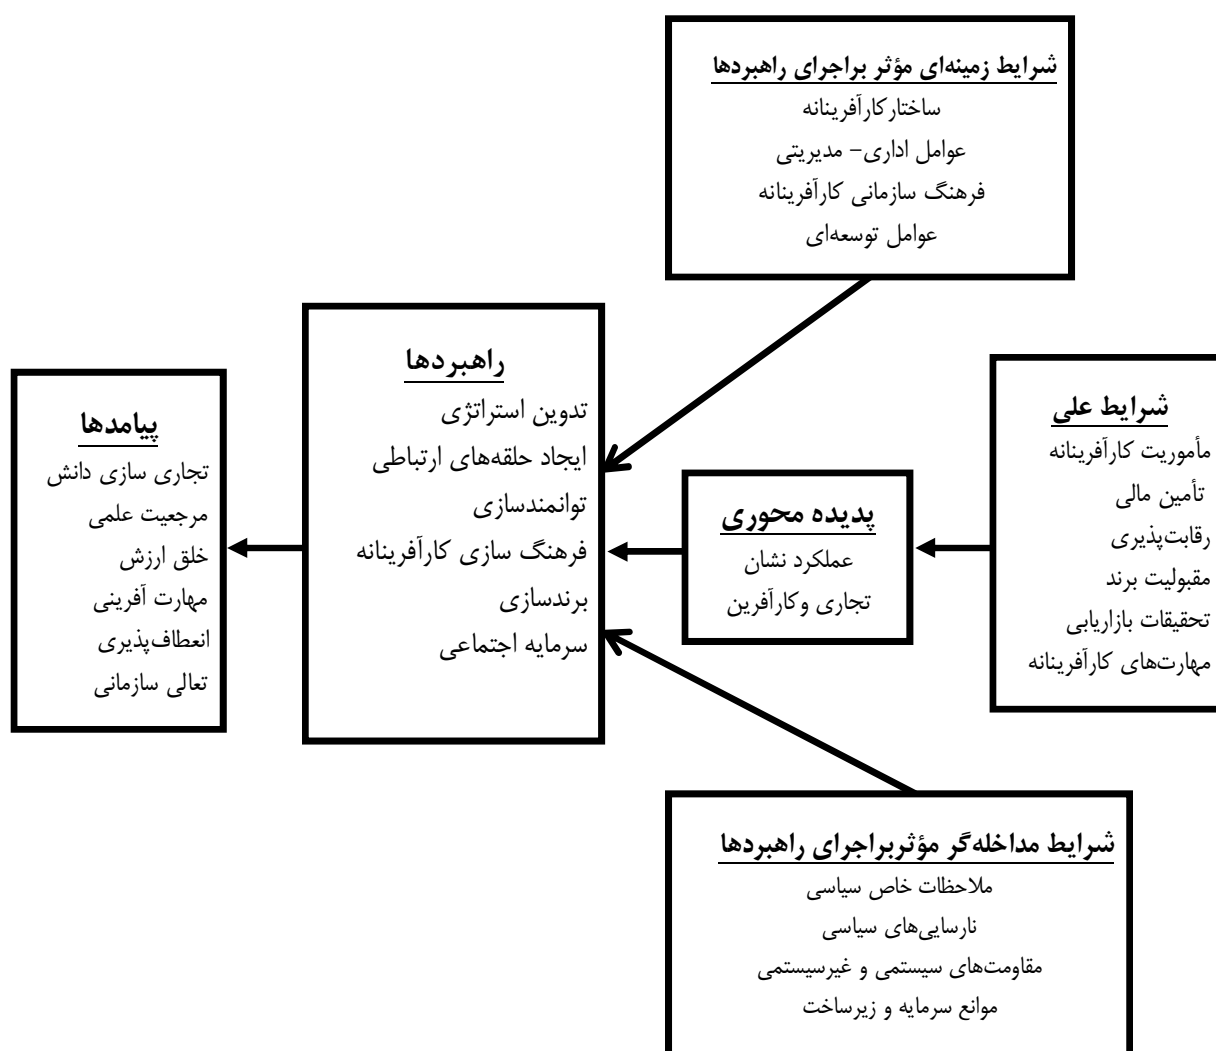 شرایط زمینه‌ای مؤثر براجرای راهبردها
ساختارکارآفرینانه
عوامل اداری- مدیریتی
فرهنگ سازمانی کارآفرینانه
عوامل توسعه‌ای
شرایط علی
مأموریت کارآفرینانه
تأمین مالی
رقابت‌پذیری
مقبولیت برند
تحقیقات بازاریابی
مهارت‌های کارآفرینانه
پدیده محوری
عملکرد نشان
تجاری وکارآفرین
راهبردها
تدوین استراتژی
ایجاد حلقه‌های ارتباطی
توانمندسازی
فرهنگ سازی کارآفرینانه
برندسازی
سرمایه اجتماعی
پیامدها
تجاری سازی دانش
مرجعیت علمی
خلق ارزش
مهارت آفرینی
انعطاف‌پذیری
تعالی سازمانی
شرایط مداخله‌گر مؤثربراجرای راهبردها
ملاحظات خاص سیاسی
نارسایی‌های سیاسی
مقاومت‌های سیستمی و غیرسیستمی
موانع سرمایه و زیرساخت